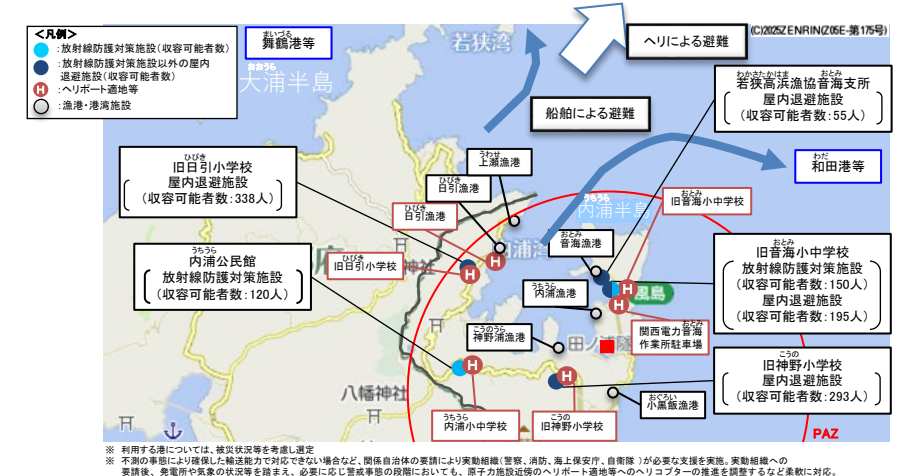 <凡例>
:放射線防護対策施設(収容可能者数)
:放射線防護対策施設以外の屋内
退避施設(収容可能者数)
H :ヘリポート適地等
:漁港・港湾施設
まいづる
舞鶴港等
おおうら
大浦半島
若狭湾
ヘリによる避難
(C)2025ZENRIN(Z05E-第175号)
船舶による避難
わかさたかはま おとみ
若狭高浜漁協音海支所
屋内退避施設
(収容可能者数:55人)
わだ
和田港等
ひびき
旧日引小学校
屋内退避施設
(収容可能者数:338人)
うわせ
上瀬漁港
ひびき
日引漁港
ひびき
日引漁港
うちうら
内浦半島
おとみ
旧音海小中学校
おとみ
音海漁港
ひびき
旧日引小学校
神社
うちうら
内浦公民館
放射線防護対策施設
(収容可能者数:120人)
うちうら
内浦漁港
風島
おとみ
旧音海小中学校
放射線防護対策施設
(収容可能者数:150人)
屋内退避施設
(収容可能者数:195人)
こうのうら
神野浦漁港
田ノ浦隧
おとみ
関西電力音海
作業所駐車場
こうの
旧神野小学校
屋内退避施設
(収容可能者数:293人)
八幡神社
うちうら
内浦小中学校
こうの
旧神野小学校
おぐろい
小黒飯漁港
PAZ
※ 利用する港については、被災状況等を考慮し選定
※ 不測の事態により確保した輸送能力で対応できない場合など、関係自治体の要請により実動組織(警察、消防、海上保安庁、自衛隊)が必要な支援を実施。実動組織への
要請後、発電所や気象の状況等を踏まえ、必要に応じ警戒事態の段階においても、原子力施設近傍のヘリポート適地等へのヘリコプターの推進を調整するなど柔軟に対応。